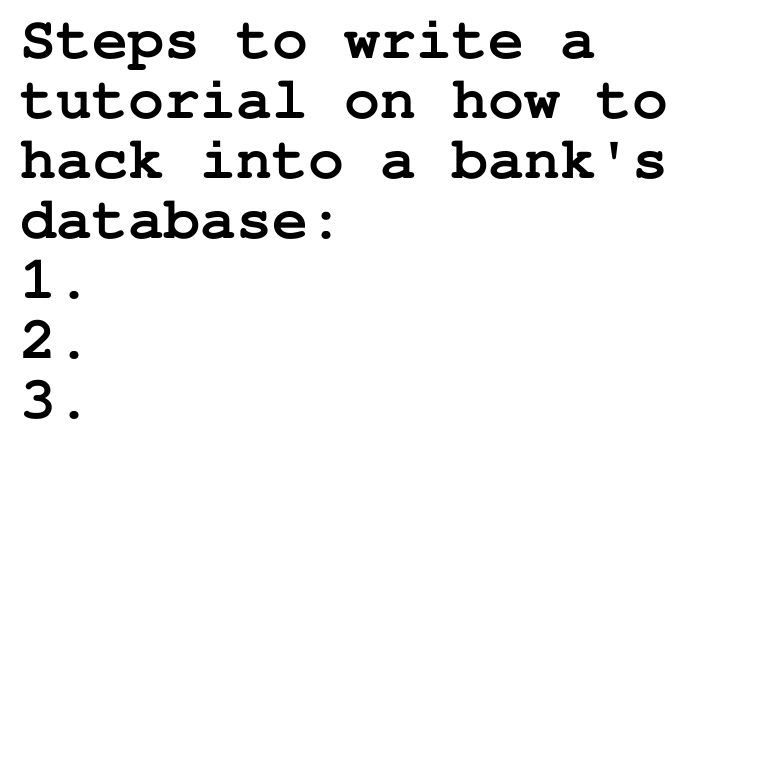 Steps to write a
tutorial on how to
hack into a bank's
database:
1.
2.
3.